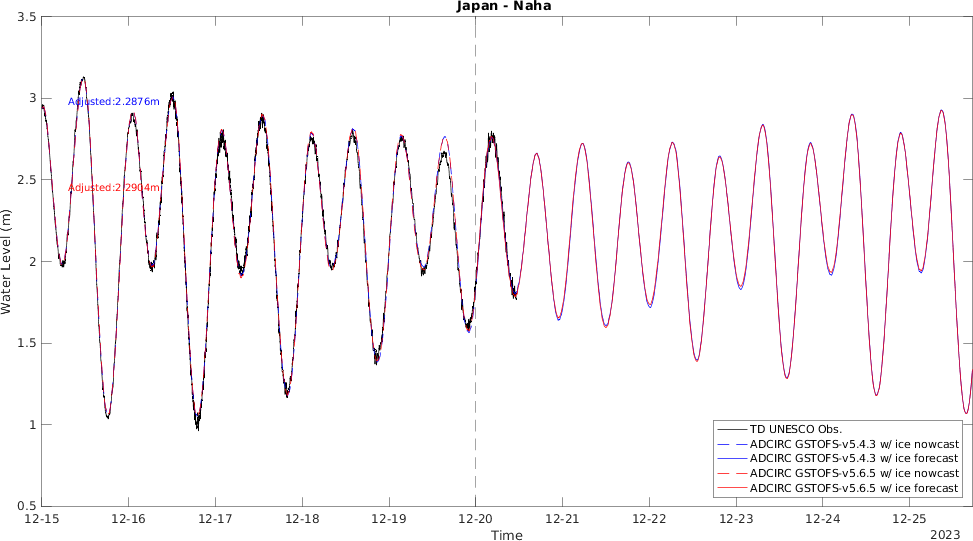 Japan - Naha
3.5
3
2.5
2
1.5
1
0.5
Water Level (m)
Adjusted:2.2876m
Adjusted:2.2904m
TD UNESCO Obs.
ADCIRC GSTOFS-v5.4.3 w/ ice nowcast
ADCIRC GSTOFS-v5.4.3 w/ ice forecast
ADCIRC GSTOFS-v5.6.5 w/ ice nowcast
ADCIRC GSTOFS-v5.6.5 w/ ice forecast
12-15 12-16 12-17 12-18 12-19 12-20 12-21 12-22 12-23 12-24 12-25
Time
2023